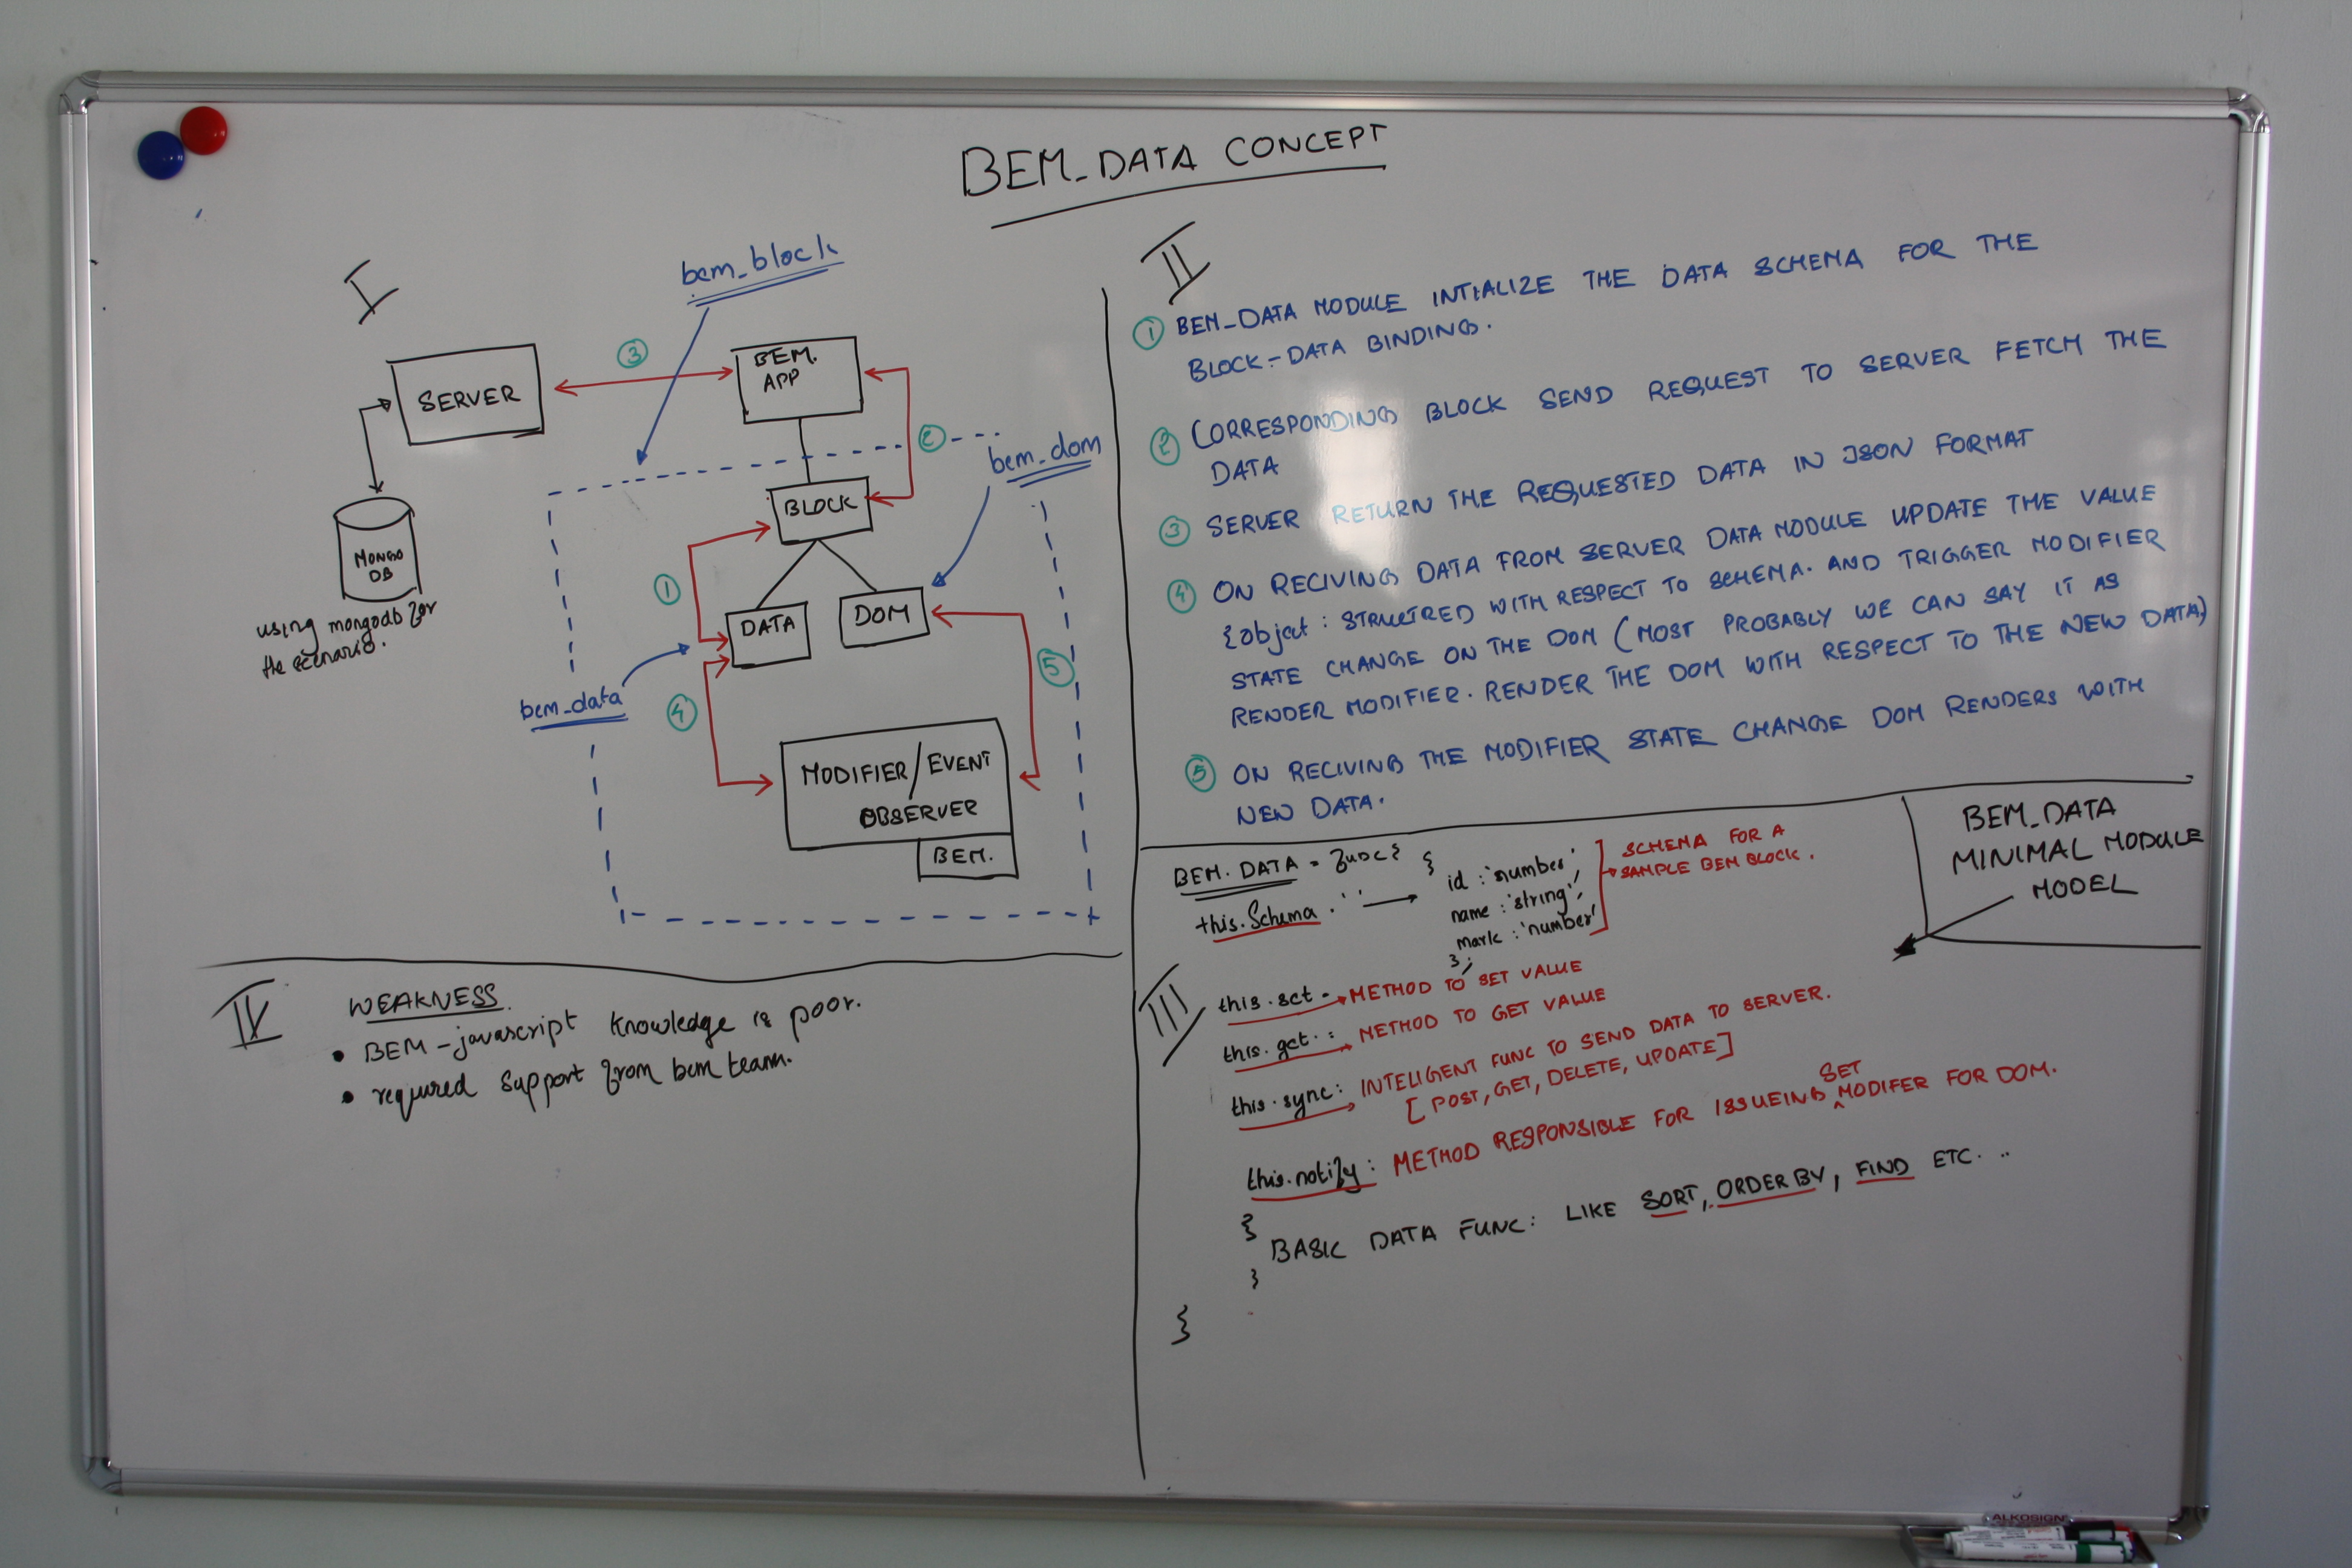 BEM_DATA CONCEPT
I
bem_block
SERVER
3
BEM.
APP
2
bem_dom
MONGO
DB
using mongodb for
the scenario.
BLOCK
1
DATA
DOM
5
bem_data
4
MODIFIER/EVENT
OBSERVER
BEM.
II
1 BEM_DATA MODULE INTIALIZE THE DATA SCHEMA FOR THE
BLOCK-DATA BINDING.
2 CORRESPONDING BLOCK SEND REQUEST TO SERVER FETCH THE
DATA
3 SERVER RETURN THE REQUESTED DATA IN JSON FORMAT
4 ON RECIVING DATA FROM SERVER DATA MODULE UPDATE THE VALUE
{object : STRUCTRED WITH RESPECT TO SCHEMA. AND TRIGGER MODIFIER
STATE CHANGE ON THE DOM (MOST PROBABLY WE CAN SAY IT AS
RENDER MODIFIER. RENDER THE DOM WITH RESPECT TO THE NEW DATA)
5 ON RECIVING THE MODIFIER STATE CHANGE DOM RENDERS WITH
NEW DATA.
BEM_DATA
MINIMAL MODULE
MODEL
III
BEM. DATA = func {
this.Schema
{
id : 'number',
name : 'string',
mark : 'number'
};
SCHEMA FOR A
SAMPLE BEM BLOCK.
this.set - METHOD TO SET VALUE
this.get : METHOD TO GET VALUE
this.sync : INTELIGENT FUNC TO SEND DATA TO SERVER.
[ POST, GET, DELETE, UPDATE]
this.notify : METHOD RESPONSIBLE FOR ISSUEING SET MODIFER FOR DOM.
{
BASIC DATA FUNC : LIKE SORT, ORDER BY, FIND ETC. ..
}
}
IV
WEAKNESS.
• BEM - javascript knowledge is poor.
• required support from bem team.
ALKOSIGN